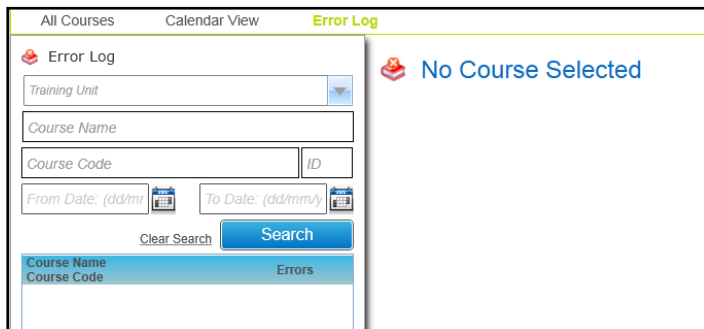 All Courses Calendar View Error Log
Error Log
Training Unit
Course Name
Course Code ID
From Date: (dd/mr To Date: (dd/mm/y
Clear Search Search
Course Name
Course Code Errors
No Course Selected